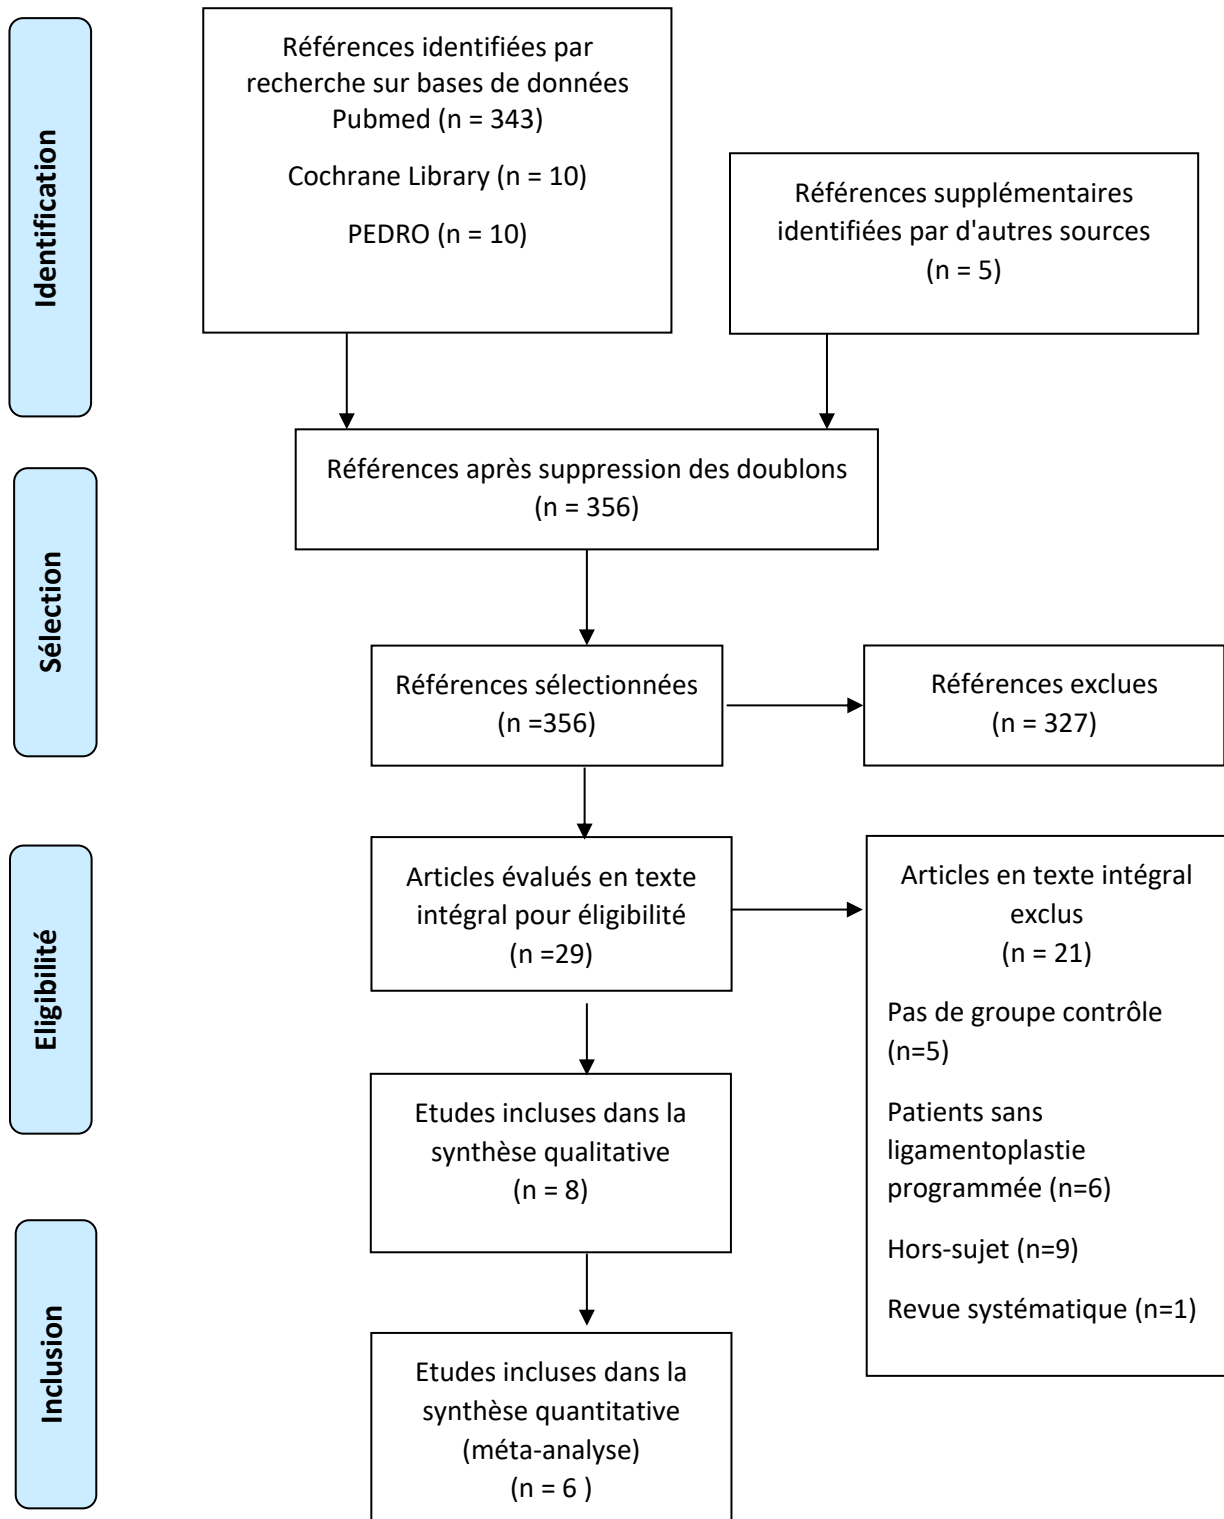 Identification
Références identifiées par
recherche sur bases de données
Pubmed (n = 343)
Cochrane Library (n = 10)
PEDRO (n = 10)
Références supplémentaires
identifiées par d'autres sources
(n = 5)
Sélection
Références après suppression des doublons
(n = 356)
Références sélectionnées
(n =356)
Références exclues
(n = 327)
Eligibilité
Articles évalués en texte
intégral pour éligibilité
(n =29)
Articles en texte intégral
exclus
(n = 21)
Pas de groupe contrôle
(n=5)
Patients sans
ligamentoplastie
programmée (n=6)
Hors-sujet (n=9)
Revue systématique (n=1)
Etudes incluses dans la
synthèse qualitative
(n = 8)
Inclusion
Etudes incluses dans la
synthèse quantitative
(méta-analyse)
(n = 6 )